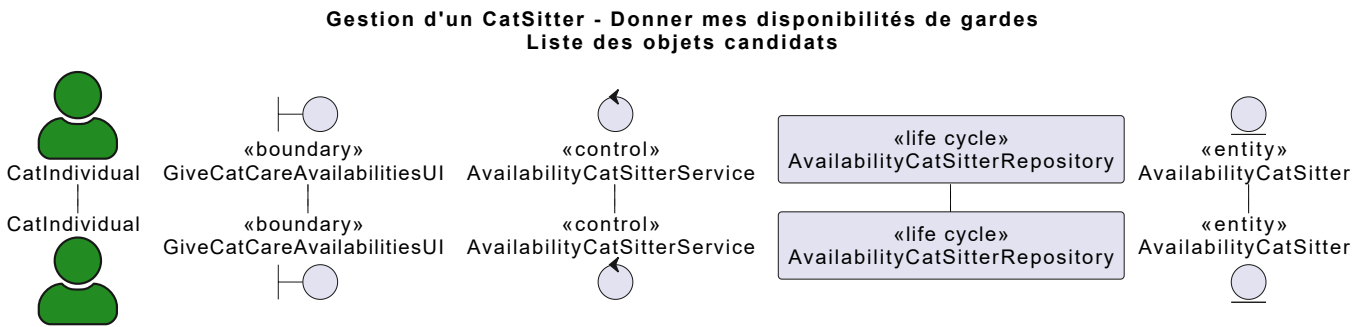 Gestion d'un CatSitter - Donner mes disponibilités de gardes
Liste des objets candidats
CatIndividual
«boundary»
GiveCatCareAvailabilitiesUI
«control»
AvailabilityCatSitterService
«life cycle»
AvailabilityCatSitterRepository
«entity»
AvailabilityCatSitter
CatIndividual
«boundary»
GiveCatCareAvailabilitiesUI
«control»
AvailabilityCatSitterService
«life cycle»
AvailabilityCatSitterRepository
«entity»
AvailabilityCatSitter